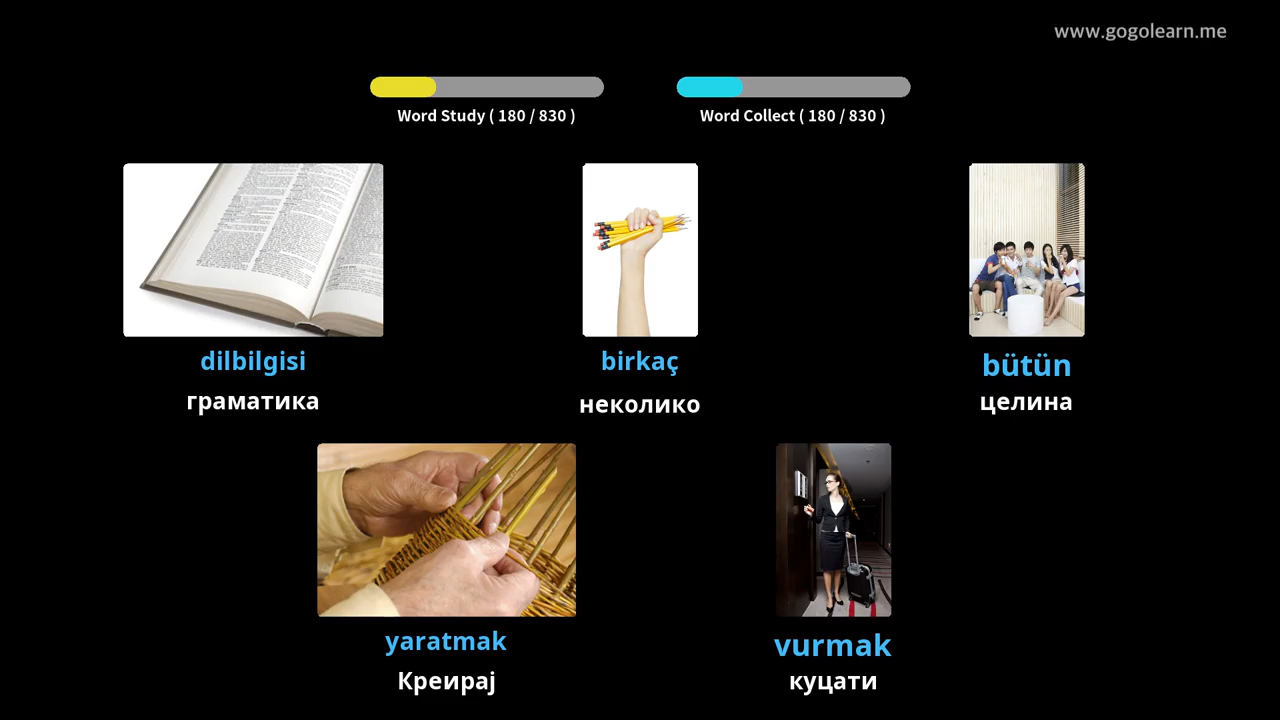 www.gogolearn.me
Word Study ( 180 / 830 )
Word Collect ( 180 / 830 )
dilbilgisi
birkaç
bütün
граматика
неколико
целина
yaratmak
vurmak
Креирај
куцати